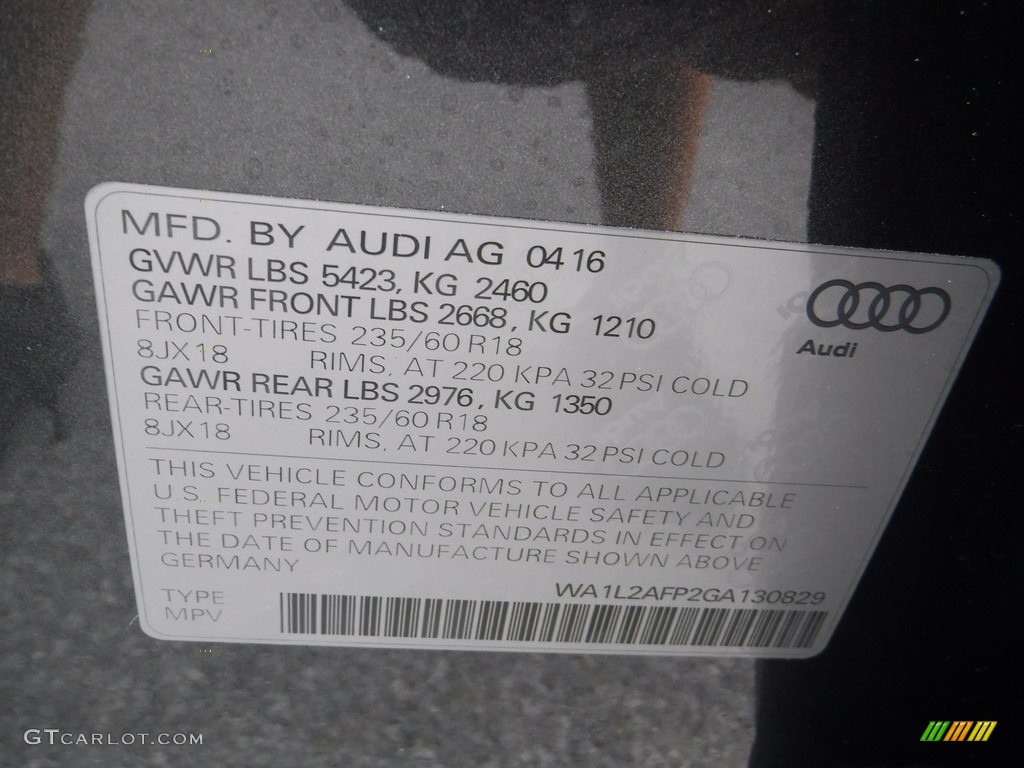 MFD. BY AUDI AG 04 16
GVWR LBS 5423, KG 2460
GAWR FRONT LBS 2668, KG 1210
FRONT-TIRES 235/60 R18
8JX18 RIMS, AT 220 KPA 32 PSI COLD
GAWR REAR LBS 2976, KG 1350
REAR-TIRES 235/60 R18
8JX18 RIMS, AT 220 KPA 32 PSI COLD
Audi
THIS VEHICLE CONFORMS TO ALL APPLICABLE
U.S. FEDERAL MOTOR VEHICLE SAFETY AND
THEFT PREVENTION STANDARDS IN EFFECT ON
THE DATE OF MANUFACTURE SHOWN ABOVE
GERMANY
WA1L2AFP2GA130829
TYPE
MPV
GTCARLOT.COM